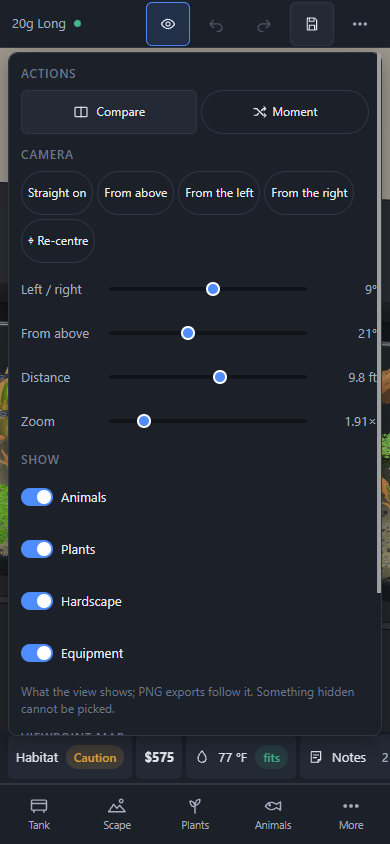 20g Long
ACTIONS
Compare
Moment
CAMERA
Straight on
From above
From the left
From the right
Re-centre
Left / right
9°
From above
21°
Distance
9.8 ft
Zoom
1.91×
SHOW
Animals
Plants
Hardscape
Equipment
What the view shows; PNG exports follow it. Something hidden
cannot be picked.
VIEWPOINT MAP
Habitat
Caution
$575
77 °F
fits
Notes
2
Tank
Scape
Plants
Animals
More